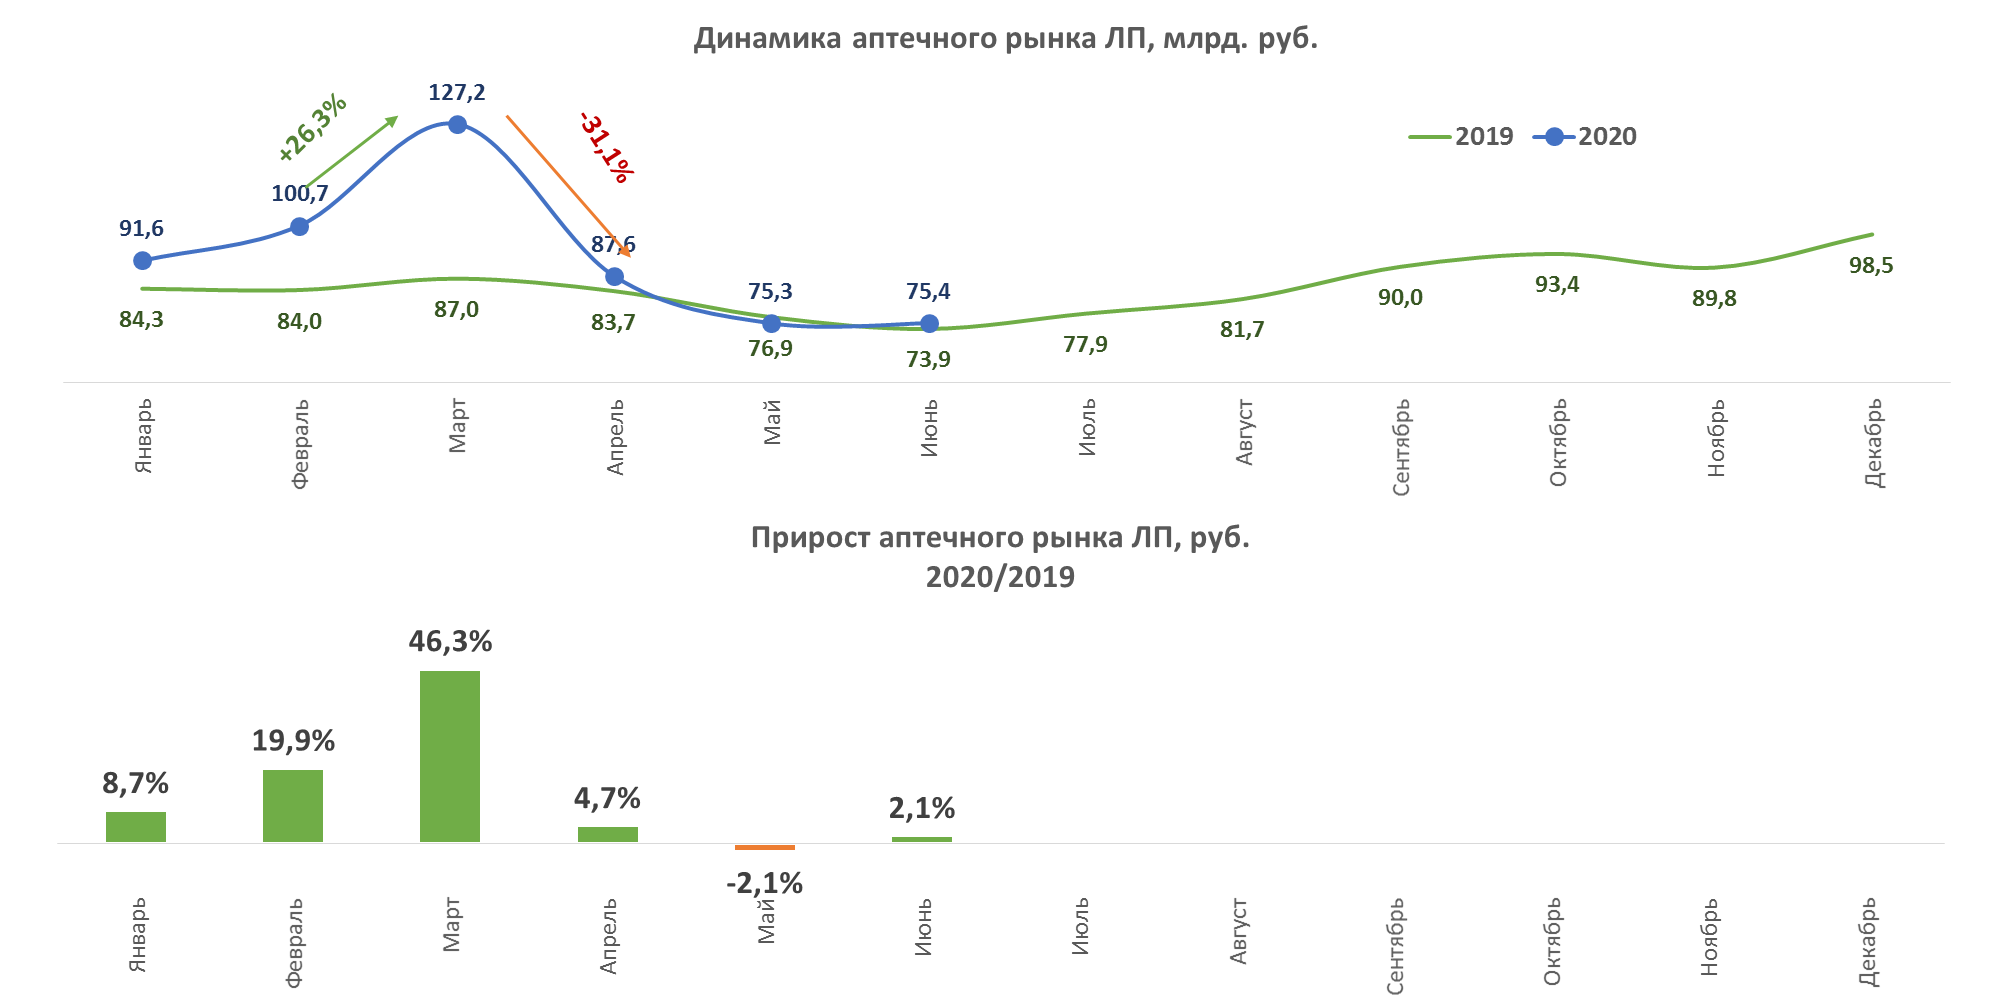 Динамика аптечного рынка ЛП, млрд. руб.
127,2
+26,3%
-31,1%
2019 2020
100,7
91,6
87,6
75,3
75,4
84,3
84,0
87,0
83,7
76,9
73,9
77,9
81,7
90,0
93,4
89,8
98,5
Январь
Февраль
Март
Апрель
Май
Июнь
Июль
Август
Сентябрь
Октябрь
Ноябрь
Декабрь
Прирост аптечного рынка ЛП, руб.
2020/2019
8,7%
19,9%
46,3%
4,7%
-2,1%
2,1%
Январь
Февраль
Март
Апрель
Май
Июнь
Июль
Август
Сентябрь
Октябрь
Ноябрь
Декабрь